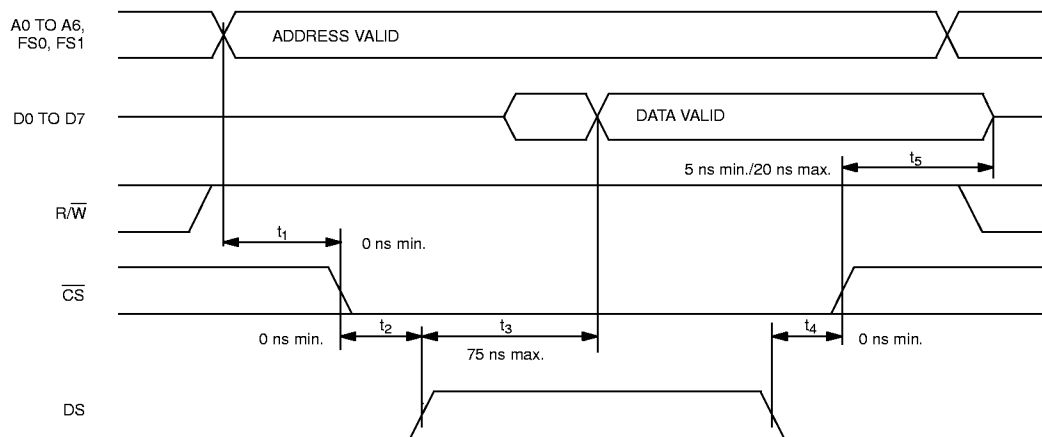 A0 TO A6,
FS0, FS1
ADDRESS VALID
D0 TO D7
DATA VALID
5 ns min./20 ns max.
t5
R/W̅
t1
0 ns min.
C̅S̅
0 ns min.
t2
t3
75 ns max.
t4
0 ns min.
DS